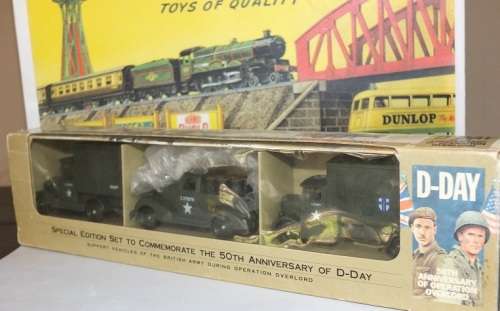 TOYS OF QUALITY
DUNLOP
D-DAY
50TH
ANNIVERSARY
OF OPERATION
OVERLORD
SPECIAL EDITION SET TO COMMEMORATE THE 50TH ANNIVERSARY OF D-DAY
SUPPORT VEHICLES OF THE BRITISH ARMY DURING OPERATION OVERLORD